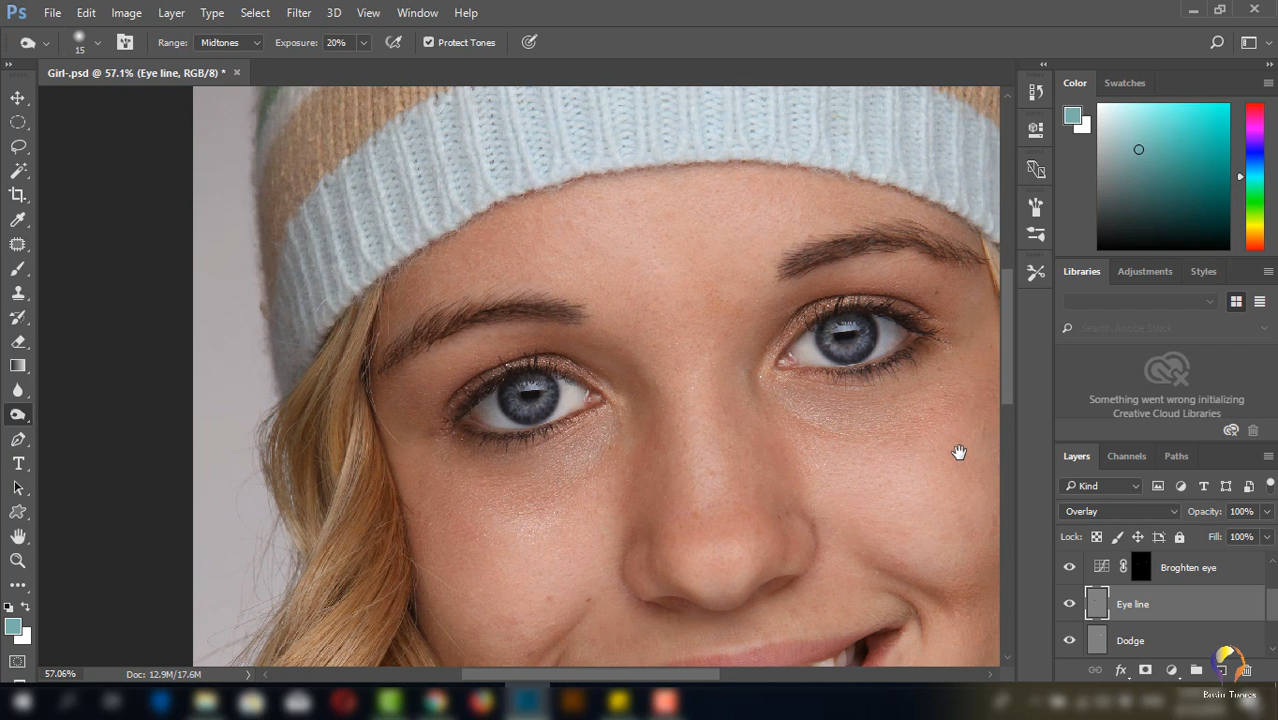 Ps File Edit Image Layer Type Select Filter 3D View Window Help
15 Range: Midtones Exposure: 20% Protect Tones
Girl-.psd @ 57.1% (Eye line, RGB/8) *
Color Swatches
Libraries Adjustments Styles
Search Adobe Stock
Something went wrong initializing
Creative Cloud Libraries
Layers Channels Paths
Kind
Overlay Opacity: 100%
Lock: Fill: 100%
Broghten eye
Eye line
Dodge
57.06% Doc: 12.9M/17.6M